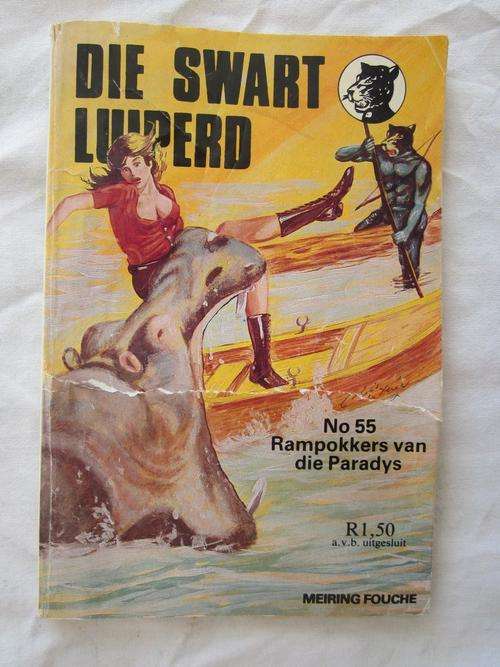 DIE SWART
LUIPERD
No 55
Rampokkers van
die Paradys
R1,50
a.v.b. uitgesluit
MEIRING FOUCHE